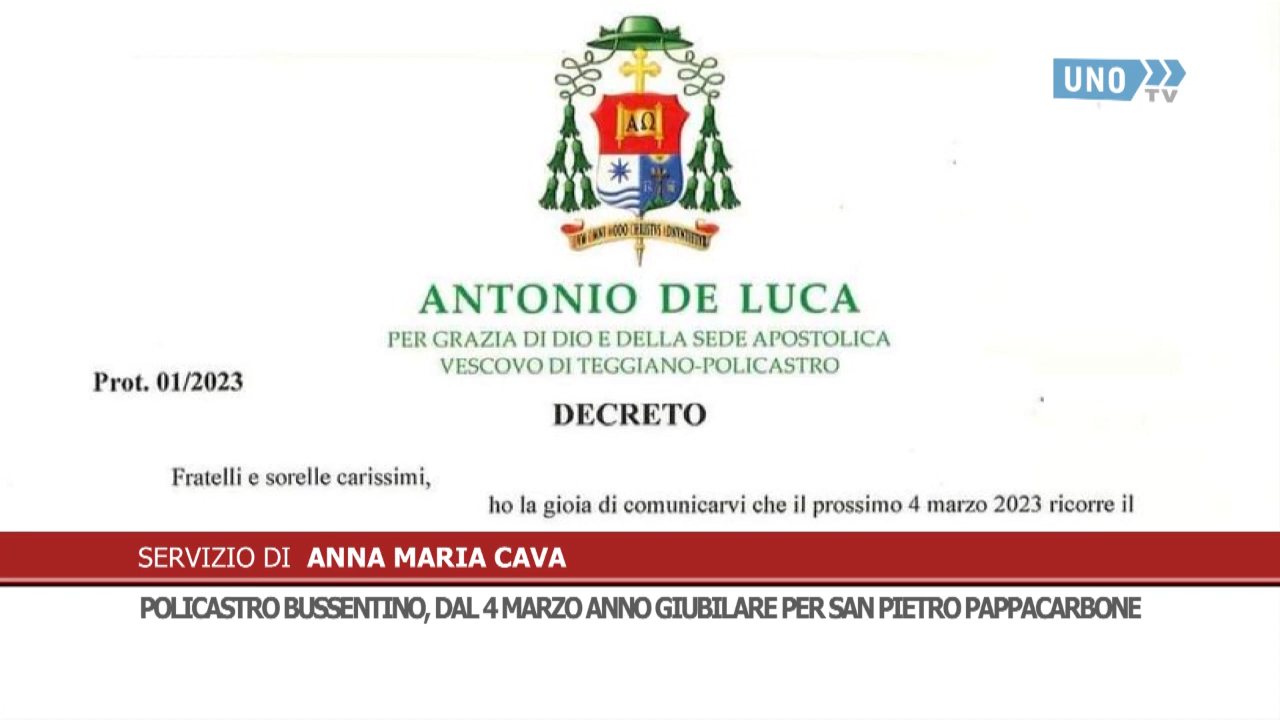 UNO
TV
ΑΩ
ANTONIO DE LUCA
PER GRAZIA DI DIO E DELLA SEDE APOSTOLICA
VESCOVO DI TEGGIANO-POLICASTRO
Prot. 01/2023
DECRETO
Fratelli e sorelle carissimi,
ho la gioia di comunicarvi che il prossimo 4 marzo 2023 ricorre il
SERVIZIO DI ANNA MARIA CAVA
POLICASTRO BUSSENTINO, DAL 4 MARZO ANNO GIUBILARE PER SAN PIETRO PAPPACARBONE